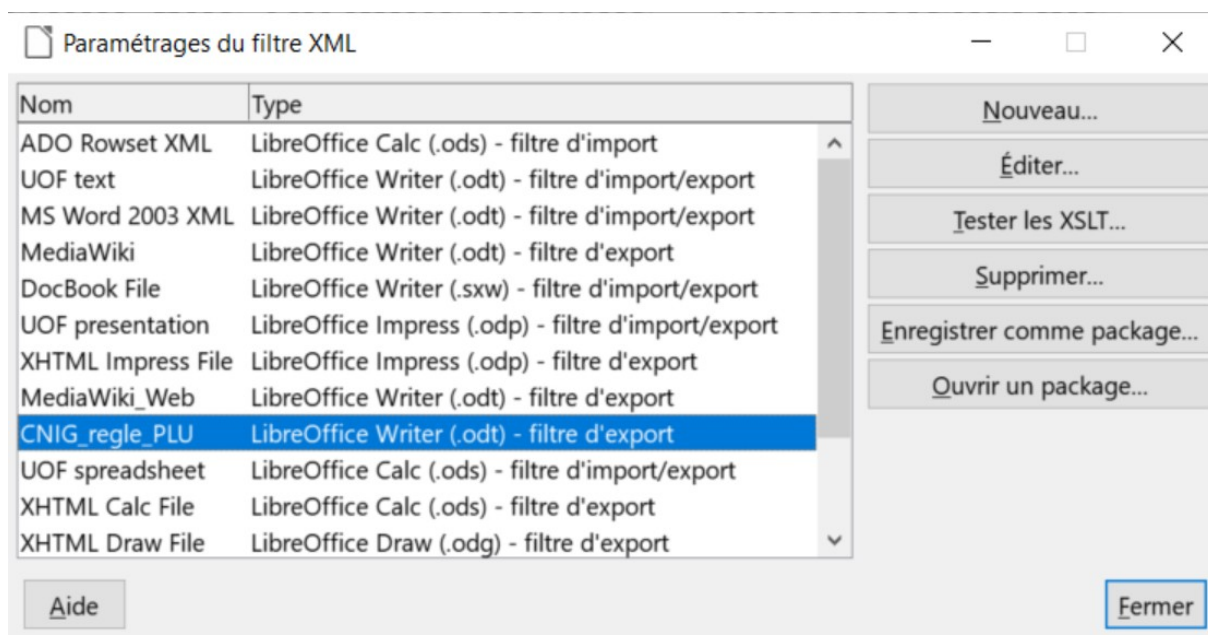 Paramétrages du filtre XML
Nom Type
ADO Rowset XML LibreOffice Calc (.ods) - filtre d'import
UOF text LibreOffice Writer (.odt) - filtre d'import/export
MS Word 2003 XML LibreOffice Writer (.odt) - filtre d'import/export
MediaWiki LibreOffice Writer (.odt) - filtre d'export
DocBook File LibreOffice Writer (.sxw) - filtre d'import/export
UOF presentation LibreOffice Impress (.odp) - filtre d'import/export
XHTML Impress File LibreOffice Impress (.odp) - filtre d'export
MediaWiki_Web LibreOffice Writer (.odt) - filtre d'export
CNIG_regle_PLU LibreOffice Writer (.odt) - filtre d'export
UOF spreadsheet LibreOffice Calc (.ods) - filtre d'import/export
XHTML Calc File LibreOffice Calc (.ods) - filtre d'export
XHTML Draw File LibreOffice Draw (.odg) - filtre d'export
Nouveau...
Éditer...
Tester les XSLT...
Supprimer...
Enregistrer comme package...
Ouvrir un package...
Aide
Fermer